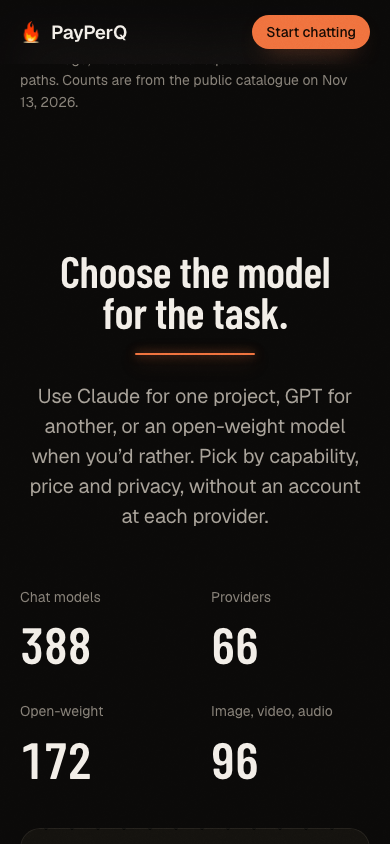 PayPerQ
Start chatting
paths. Counts are from the public catalogue on Nov
13, 2026.
Choose the model
for the task.
Use Claude for one project, GPT for
another, or an open-weight model
when you’d rather. Pick by capability,
price and privacy, without an account
at each provider.
Chat models
Providers
388
66
Open-weight
Image, video, audio
172
96